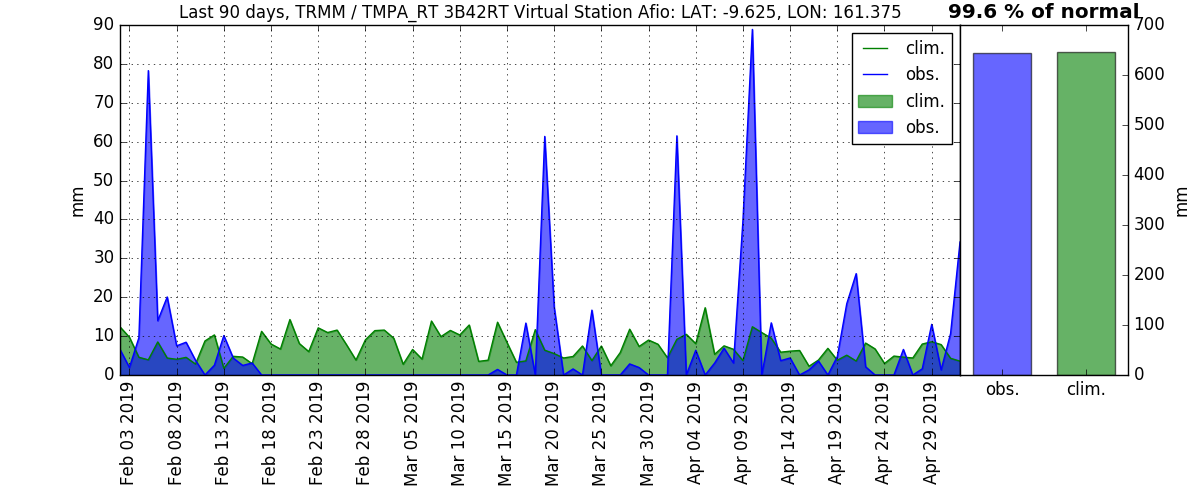 Last 90 days, TRMM / TMPA_RT 3B42RT Virtual Station Afio: LAT: -9.625, LON: 161.375
99.6 % of normal
90
80
70
60
50
40
30
20
10
0
mm
clim.
obs.
clim.
obs.
700
600
500
400
300
200
100
0
mm
obs.
clim.
Feb 03 2019
Feb 08 2019
Feb 13 2019
Feb 18 2019
Feb 23 2019
Feb 28 2019
Mar 05 2019
Mar 10 2019
Mar 15 2019
Mar 20 2019
Mar 25 2019
Mar 30 2019
Apr 04 2019
Apr 09 2019
Apr 14 2019
Apr 19 2019
Apr 24 2019
Apr 29 2019